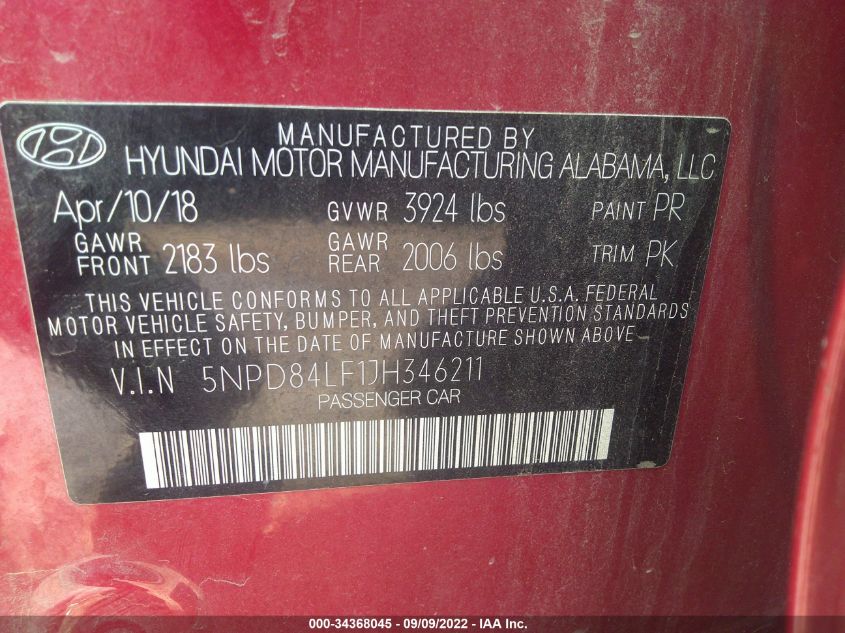 MANUFACTURED BY
HYUNDAI MOTOR MANUFACTURING ALABAMA, LLC
Apr/10/18 GVWR 3924 lbs PAINT PR
GAWR FRONT 2183 lbs GAWR REAR 2006 lbs TRIM PK
THIS VEHICLE CONFORMS TO ALL APPLICABLE U.S.A. FEDERAL
MOTOR VEHICLE SAFETY, BUMPER, AND THEFT PREVENTION STANDARDS
IN EFFECT ON THE DATE OF MANUFACTURE SHOWN ABOVE
V.I.N 5NPD84LF1JH346211
PASSENGER CAR
000-34368045 - 09/09/2022 - IAA Inc.